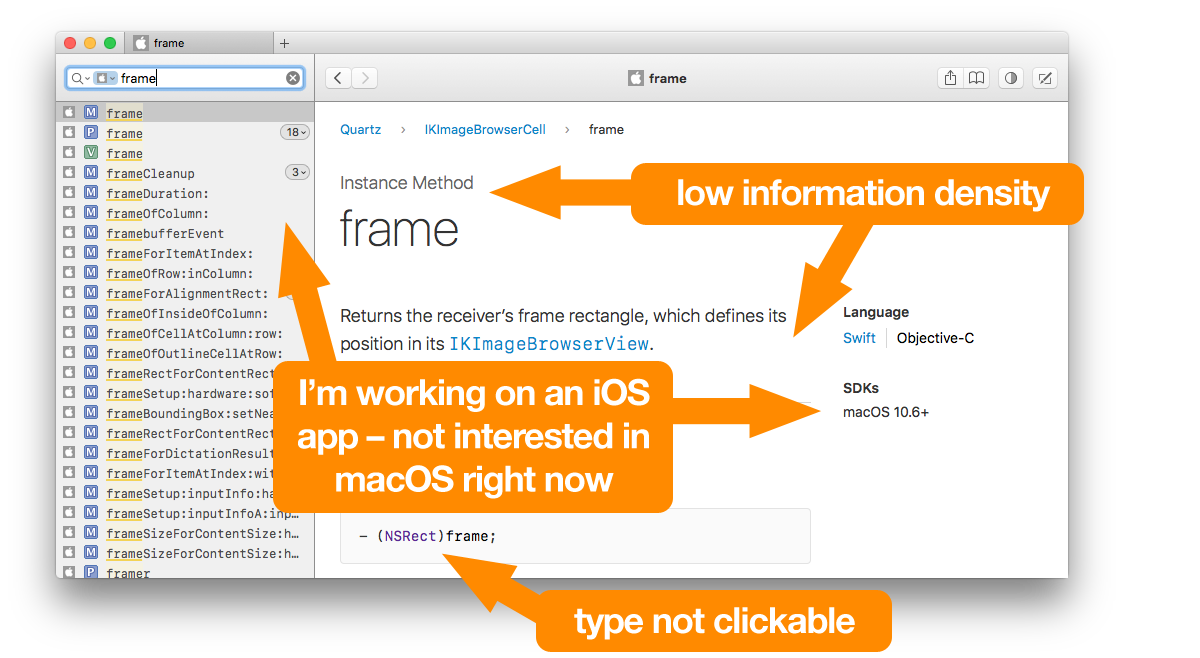 frame
frame
frame
frame
frame
18
frame
frameCleanup
3
frameDuration:
frameOfColumn:
framebufferEvent
frameForItemAtIndex:
frameOfRow:inColumn:
frameForAlignmentRect:
frameOfInsideOfColumn:
frameOfCellAtColumn:row:
frameOfOutlineCellAtRow:
frameRectForContentRect
frameSetup:hardware:sof
frameBoundingBox:setNea
frameRectForContentRect
frameForDictationResult
frameForItemAtIndex:wit
frameSetup:inputInfo:ha
frameSetup:inputInfoA:inp…
frameSizeForContentSize:h…
frameSizeForContentSize:h…
framer
Quartz › IKImageBrowserCell › frame
Instance Method
frame
Returns the receiver’s frame rectangle, which defines its
position in its IKImageBrowserView.
Language
Swift Objective-C
SDKs
macOS 10.6+
- (NSRect)frame;
low information density
I’m working on an iOS
app – not interested in
macOS right now
type not clickable